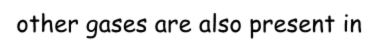 other gases are also present in